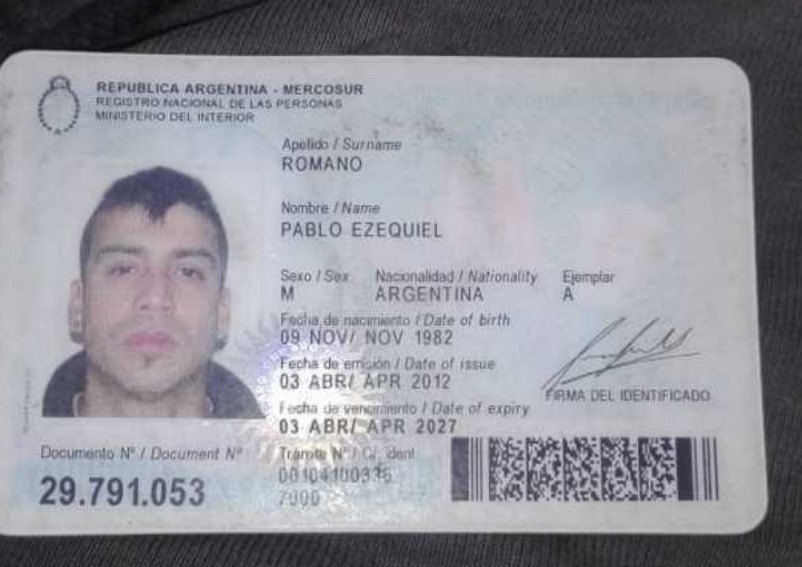 REPUBLICA ARGENTINA - MERCOSUR
REGISTRO NACIONAL DE LAS PERSONAS
MINISTERIO DEL INTERIOR
Apellido / Surname
ROMANO
Nombre / Name
PABLO EZEQUIEL
Sexo / Sex Nacionalidad / Nationality Ejemplar
M ARGENTINA A
Fecha de nacimiento / Date of birth
09 NOV/ NOV 1982
Fecha de emisión / Date of issue
03 ABR/ APR 2012
Fecha de vencimiento / Date of expiry
03 ABR/ APR 2027
FIRMA DEL IDENTIFICADO
Documento Nº / Document Nº
29.791.053
Trámite Nº / ident